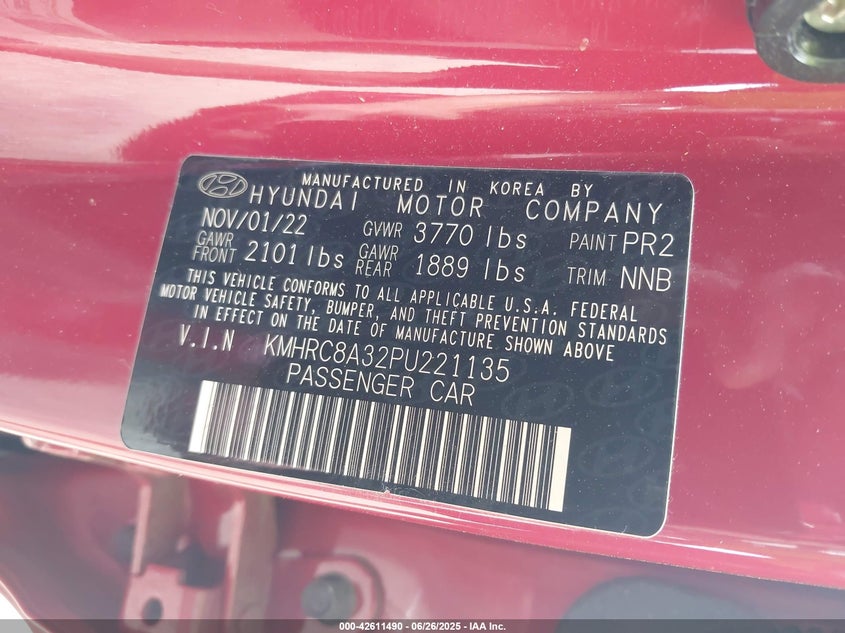 MANUFACTURED IN KOREA BY
HYUNDAI MOTOR COMPANY
NOV/01/22 GVWR 3770 lbs PAINT PR2
GAWR FRONT 2101 lbs GAWR REAR 1889 lbs TRIM NNB
THIS VEHICLE CONFORMS TO ALL APPLICABLE U.S.A. FEDERAL
MOTOR VEHICLE SAFETY, BUMPER, AND THEFT PREVENTION STANDARDS
IN EFFECT ON THE DATE OF MANUFACTURE SHOWN ABOVE
V.I.N KMHRC8A32PU221135
PASSENGER CAR
000-42611490 - 06/26/2025 - IAA Inc.